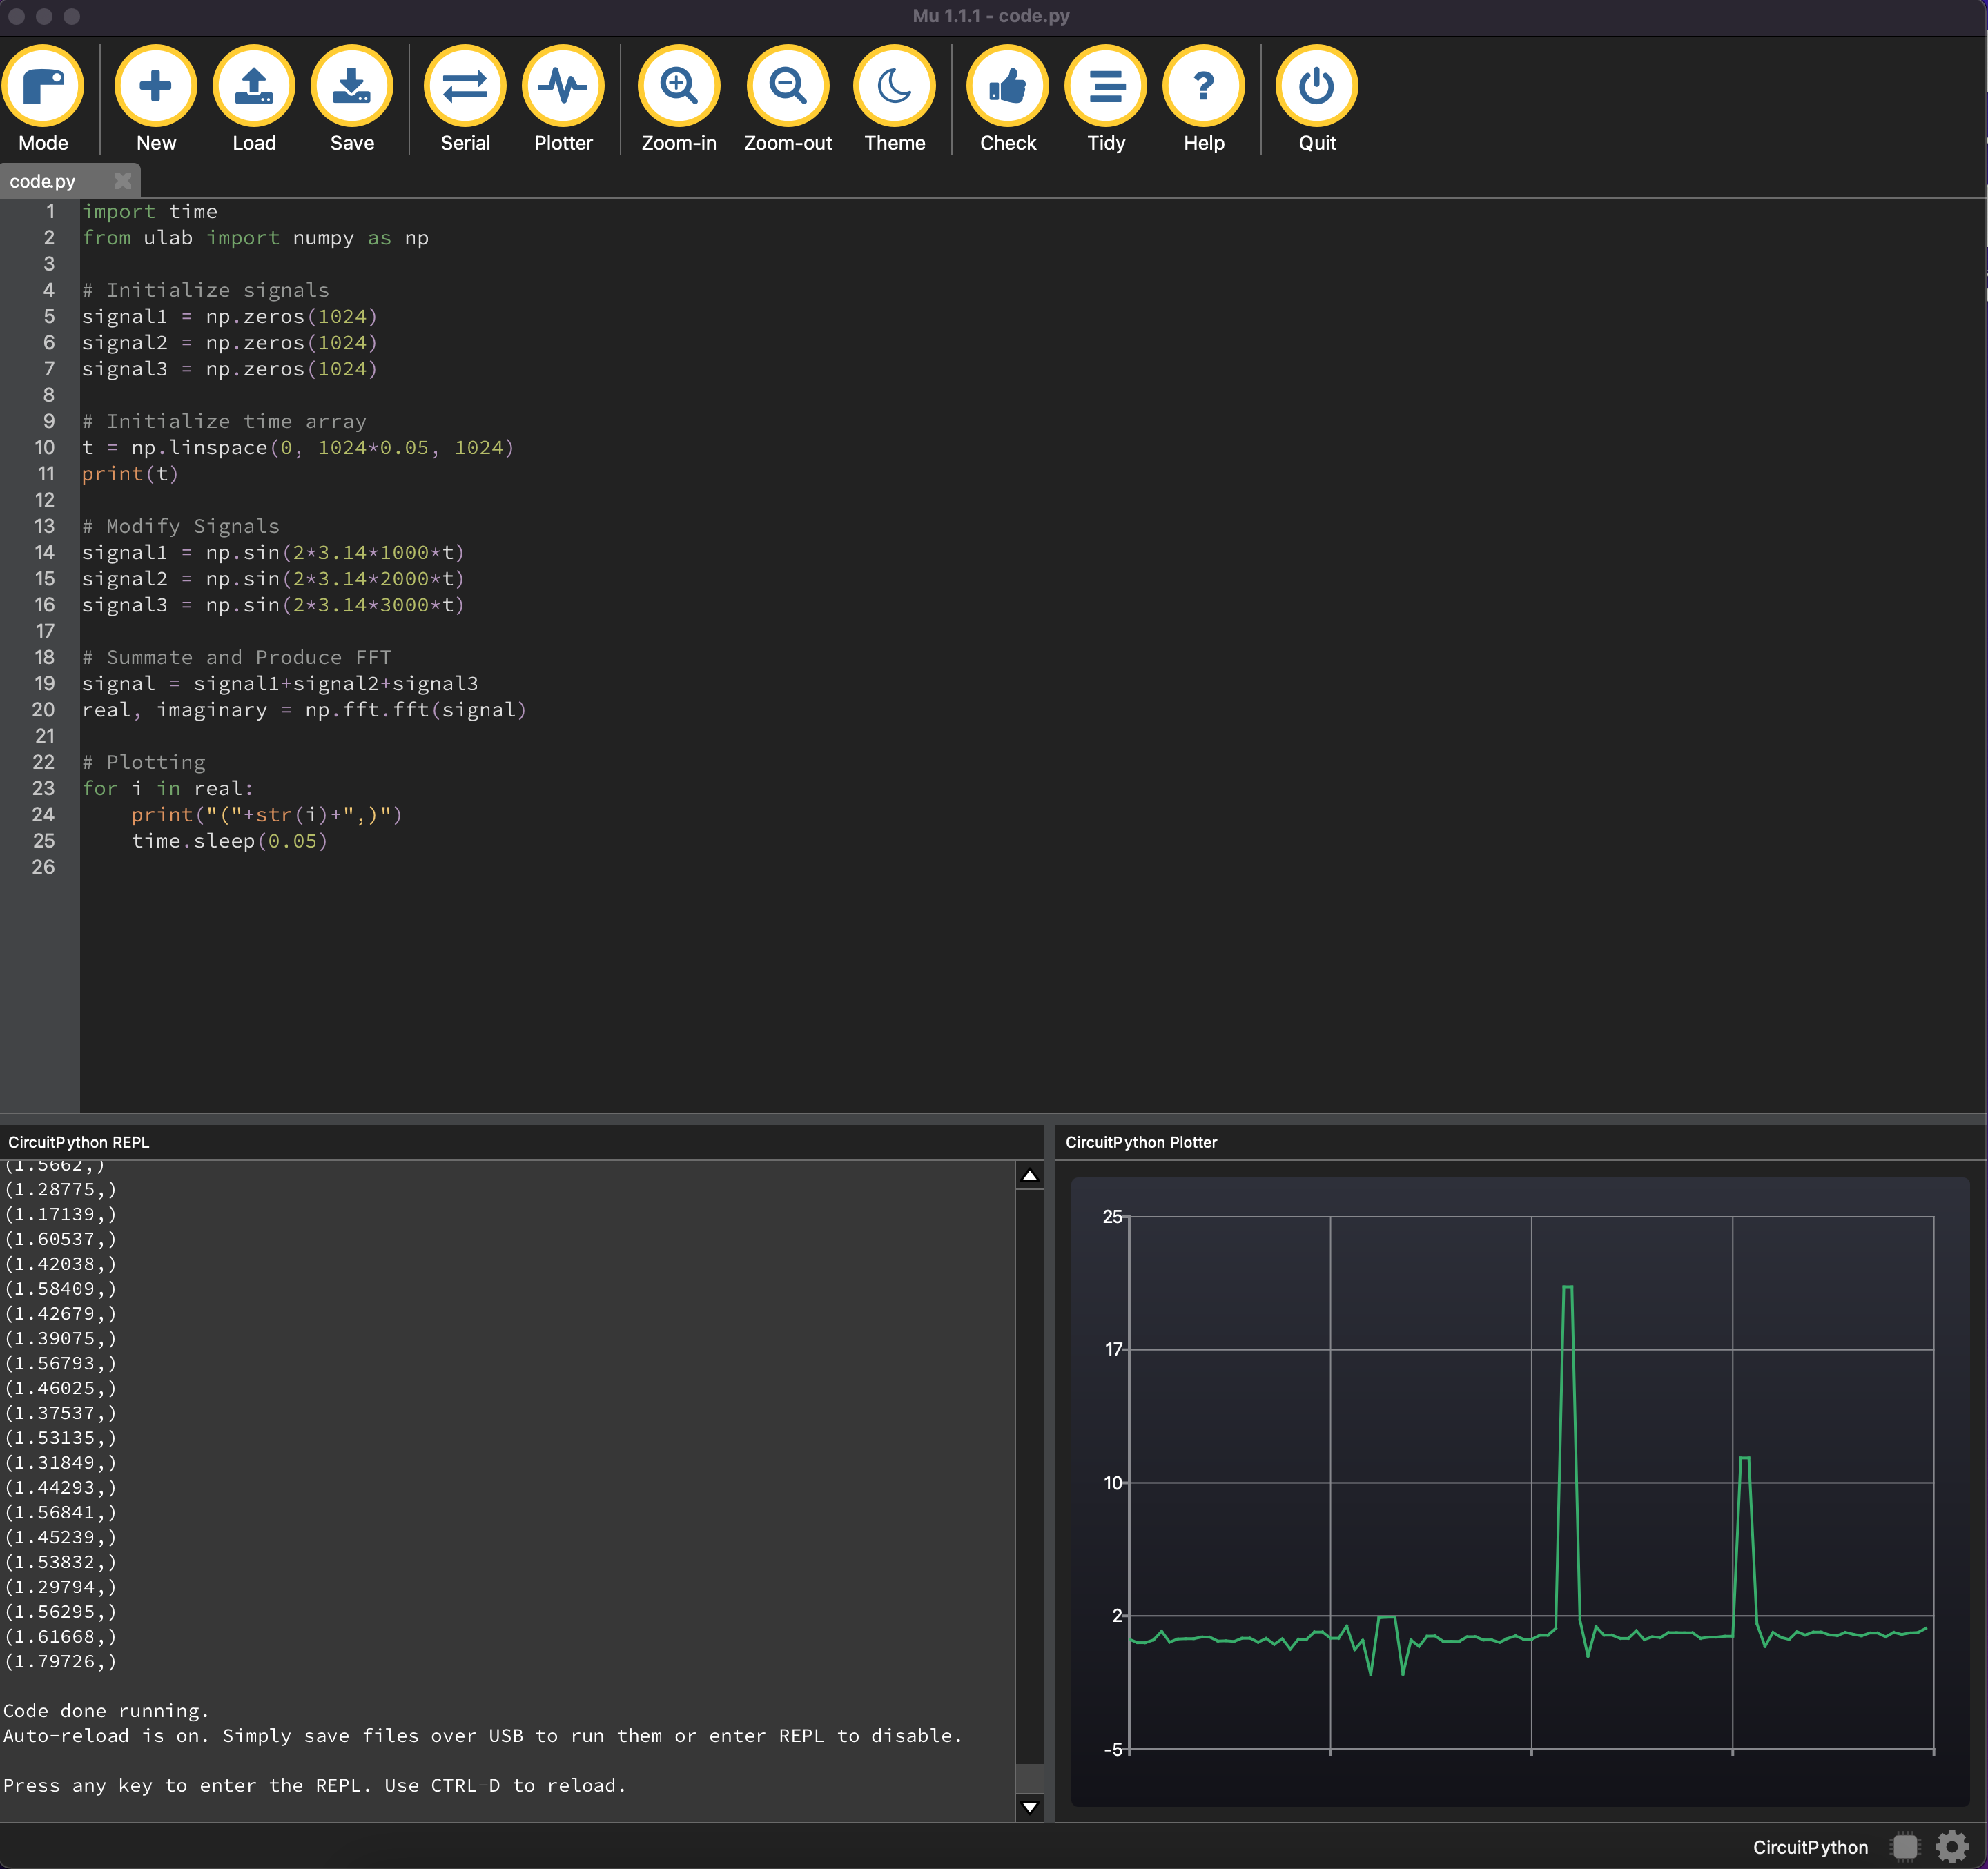 Mu 1.1.1 - code.py
Mode New Load Save Serial Plotter Zoom-in Zoom-out Theme Check Tidy Help Quit
code.py
1 import time
2 from ulab import numpy as np
3
4 # Initialize signals
5 signal1 = np.zeros(1024)
6 signal2 = np.zeros(1024)
7 signal3 = np.zeros(1024)
8
9 # Initialize time array
10 t = np.linspace(0, 1024*0.05, 1024)
11 print(t)
12
13 # Modify Signals
14 signal1 = np.sin(2*3.14*1000*t)
15 signal2 = np.sin(2*3.14*2000*t)
16 signal3 = np.sin(2*3.14*3000*t)
17
18 # Summate and Produce FFT
19 signal = signal1+signal2+signal3
20 real, imaginary = np.fft.fft(signal)
21
22 # Plotting
23 for i in real:
24     print("("+str(i)+",)")
25     time.sleep(0.05)
26
CircuitPython REPL
(1.5662,)
(1.28775,)
(1.17139,)
(1.60537,)
(1.42038,)
(1.58409,)
(1.42679,)
(1.39075,)
(1.56793,)
(1.46025,)
(1.37537,)
(1.53135,)
(1.31849,)
(1.44293,)
(1.56841,)
(1.45239,)
(1.53832,)
(1.29794,)
(1.56295,)
(1.61668,)
(1.79726,)
Code done running.
Auto-reload is on. Simply save files over USB to run them or enter REPL to disable.
Press any key to enter the REPL. Use CTRL-D to reload.
CircuitPython Plotter
25
17
10
2
-5
CircuitPython